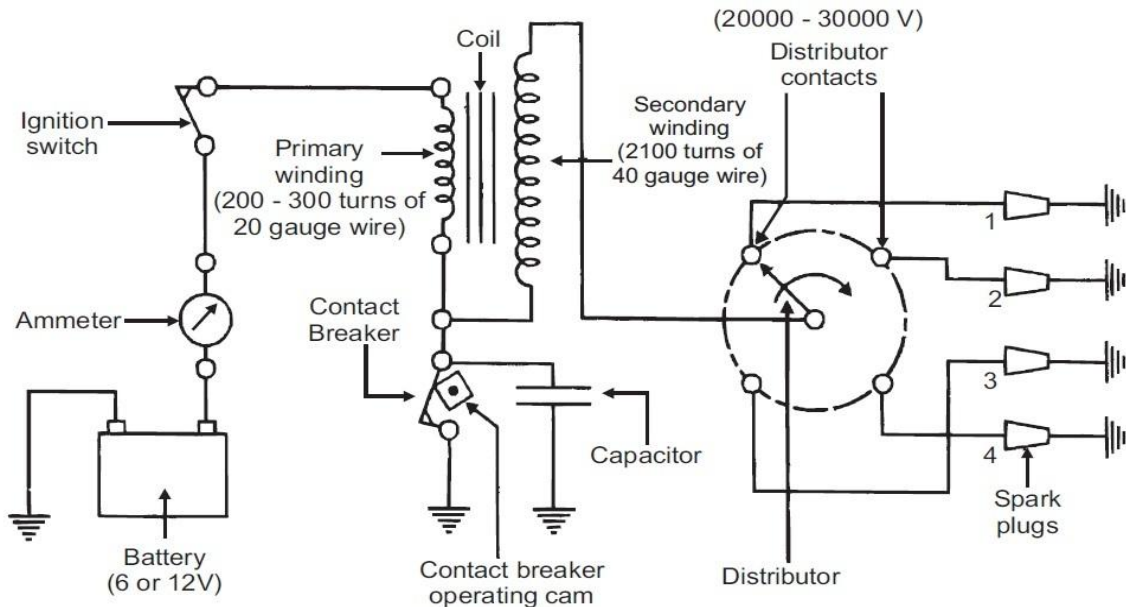 (20000 - 30000 V)
Distributor
contacts
Coil
Ignition
switch
Primary
winding
(200 - 300 turns of
20 gauge wire)
Secondary
winding
(2100 turns of
40 gauge wire)
1
2
3
4
Ammeter
Contact
Breaker
Capacitor
Spark
plugs
Battery
(6 or 12V)
Contact breaker
operating cam
Distributor